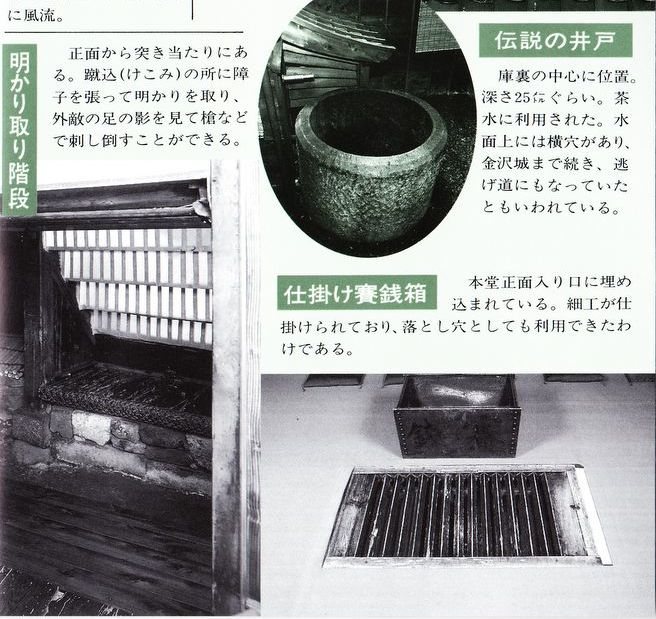 に風流。
明かり取り階段
正面から突き当たりにあ
る。蹴込(けこみ)の所に障
子を張って明かりを取り、
外敵の足の影を見て槍など
で刺し倒すことができる。
伝説の井戸
庫裏の中心に位置。
深さ25㍍ぐらい。茶
水に利用された。水
面上には横穴があり、
金沢城まで続き、逃
げ道にもなっていた
ともいわれている。
仕掛け賽銭箱
本堂正面入り口に埋め
込まれている。細工が仕
掛けられており、落とし穴としても利用できたわ
けである。